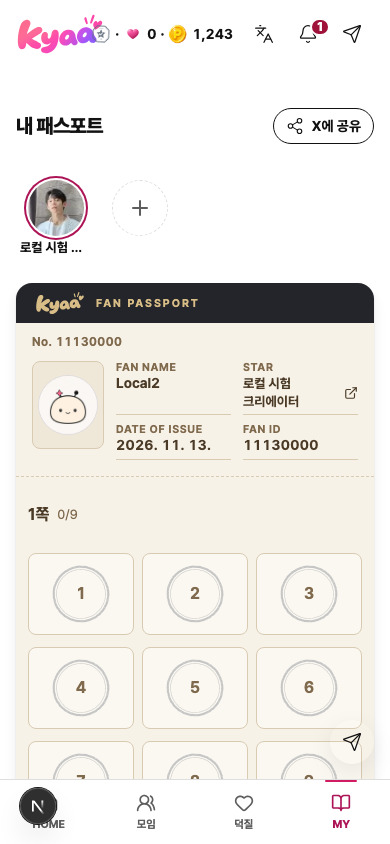 kyaa
· 0 · 1,243
1
내 패스포트
X에 공유
로컬 시험 ...
kyaa FAN PASSPORT
No. 11130000
FAN NAME
Local2
STAR
로컬 시험
크리에이터
DATE OF ISSUE
2026. 11. 13.
FAN ID
11130000
1쪽 0/9
1 2 3
4 5 6
7 8 9
N
HOME 모임 덕질 MY